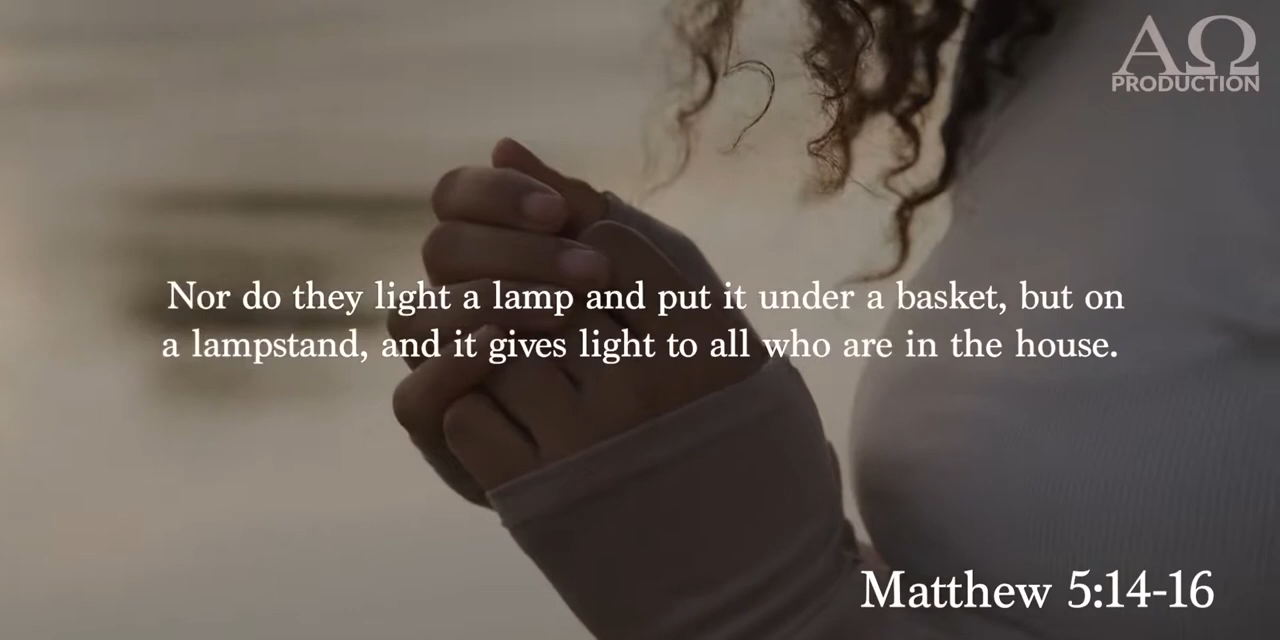 ΑΩ
PRODUCTION
Nor do they light a lamp and put it under a basket, but on
a lampstand, and it gives light to all who are in the house.
Matthew 5:14-16